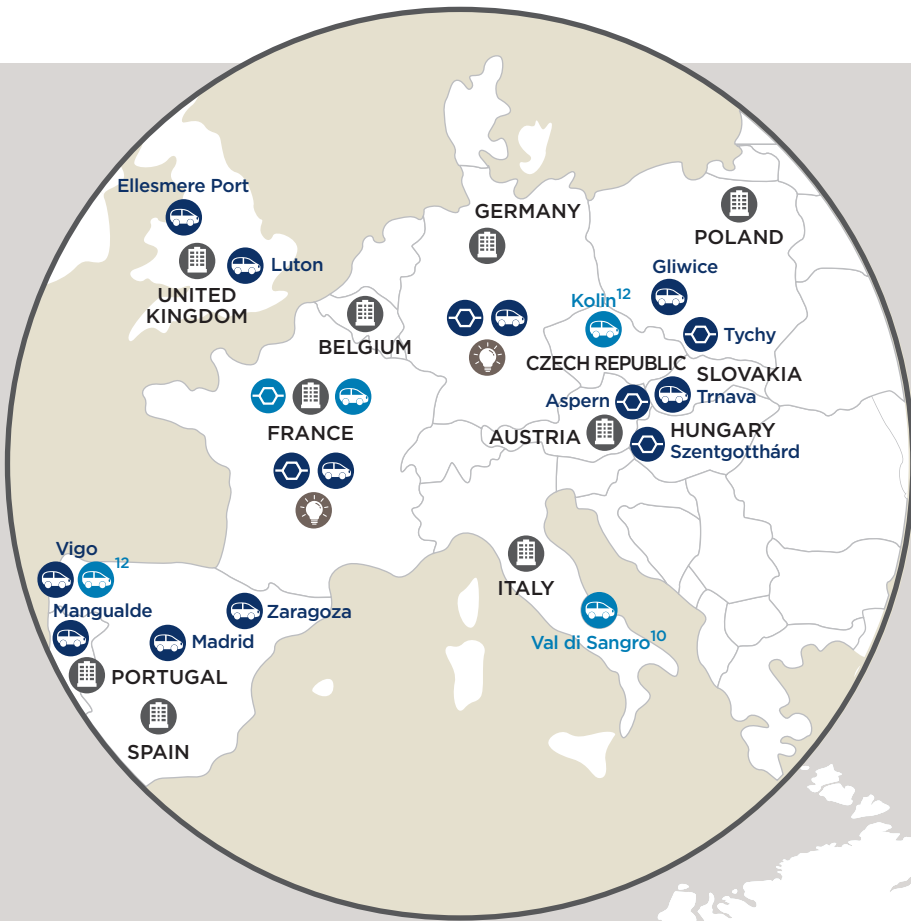 Ellesmere Port
Luton
UNITED
KINGDOM
GERMANY
POLAND
Gliwice
Kolin12
Tychy
BELGIUM
CZECH REPUBLIC
SLOVAKIA
Trnava
Aspern
FRANCE
AUSTRIA
HUNGARY
Szentgotthárd
Vigo
12
ITALY
Mangualde
Zaragoza
Madrid
Val di Sangro10
PORTUGAL
SPAIN